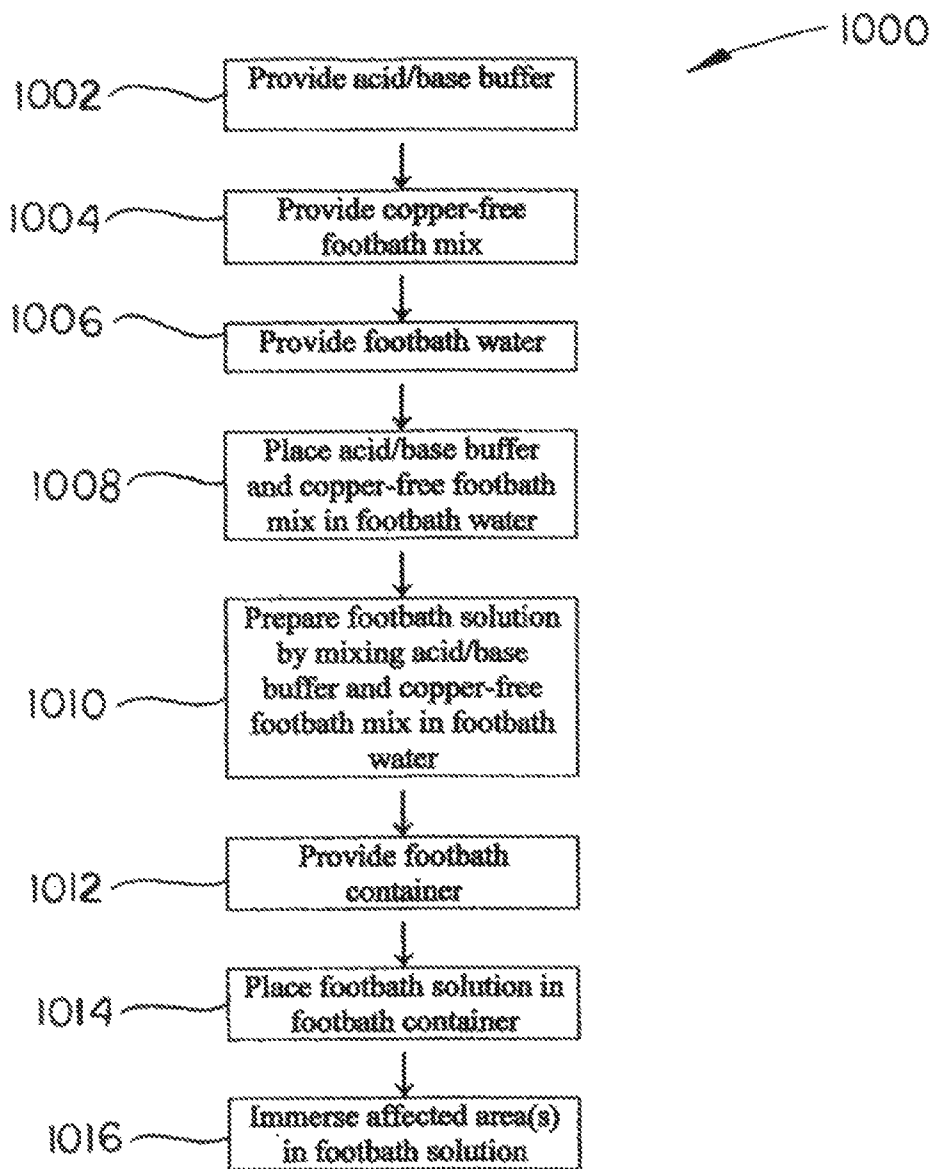 1000
1002
Provide acid/base buffer
1004
Provide copper-free
footbath mix
1006
Provide footbath water
1008
Place acid/base buffer
and copper-free footbath
mix in footbath water
1010
Prepare footbath solution
by mixing acid/base
buffer and copper-free
footbath mix in footbath
water
1012
Provide footbath
container
1014
Place footbath solution in
footbath container
1016
Immerse affected area(s)
in footbath solution